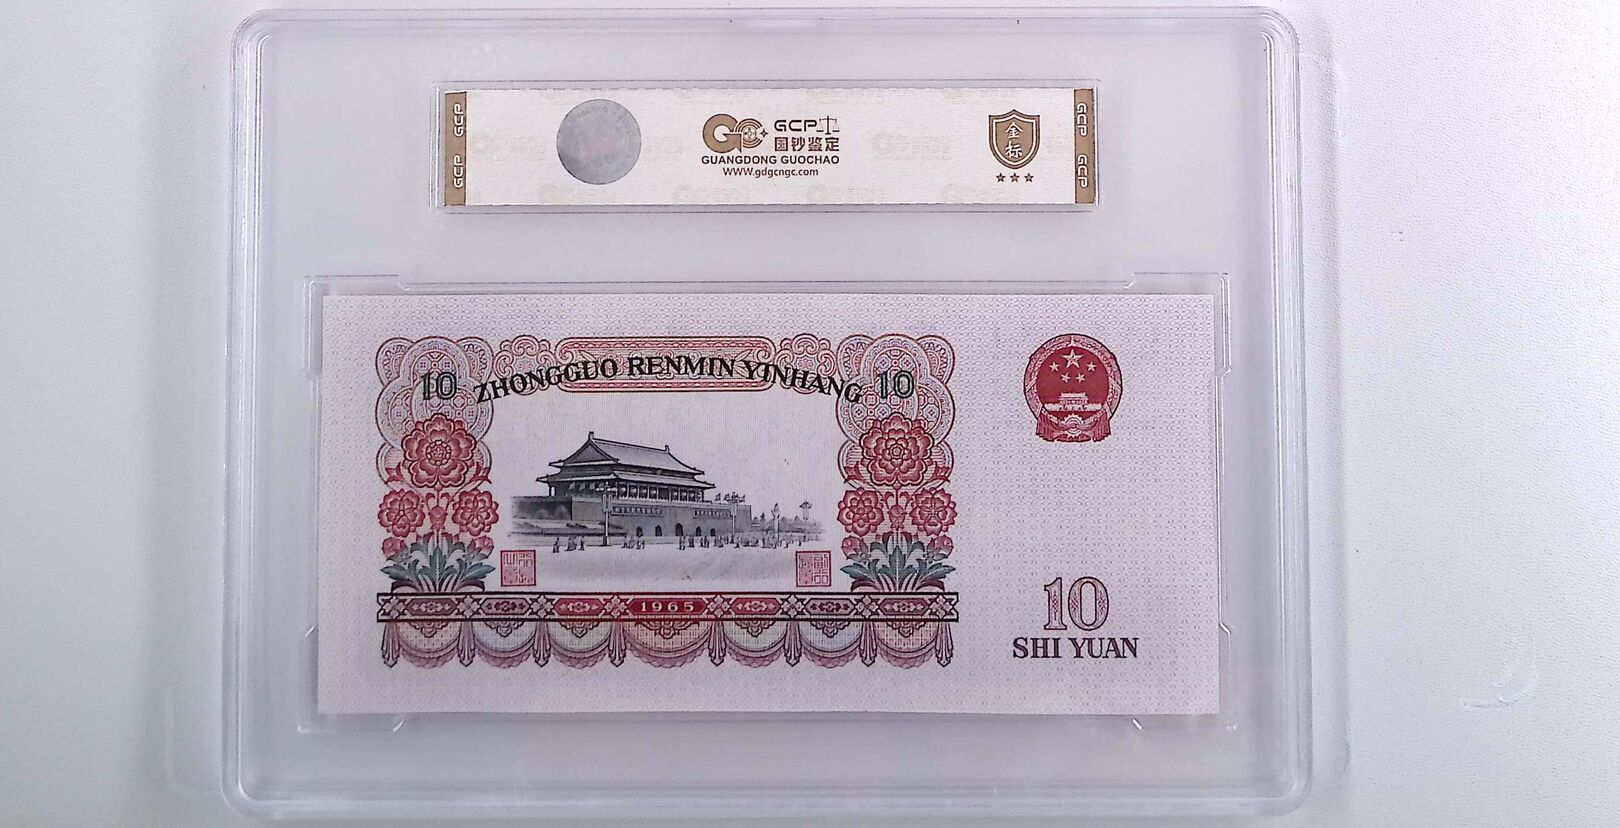 GCP
GCP
GCP
国钞鉴定
GUANGDONG GUOCHAO
WWW.gdgcngc.com
金标
GCP
GCP
10 ZHONGGUO RENMIN YINHANG 10
1965
10
SHI YUAN